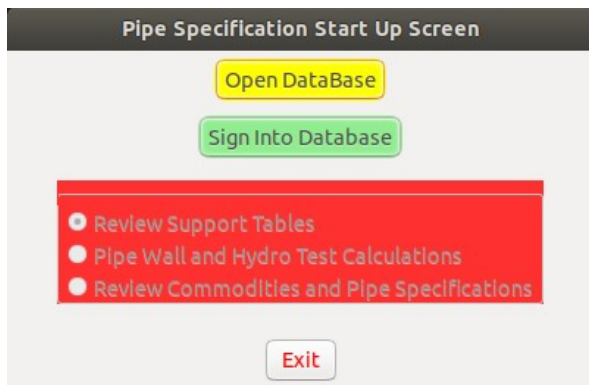 Pipe Specification Start Up Screen
Open DataBase
Sign Into Database
Review Support Tables
Pipe Wall and Hydro Test Calculations
Review Commodities and Pipe Specifications
Exit